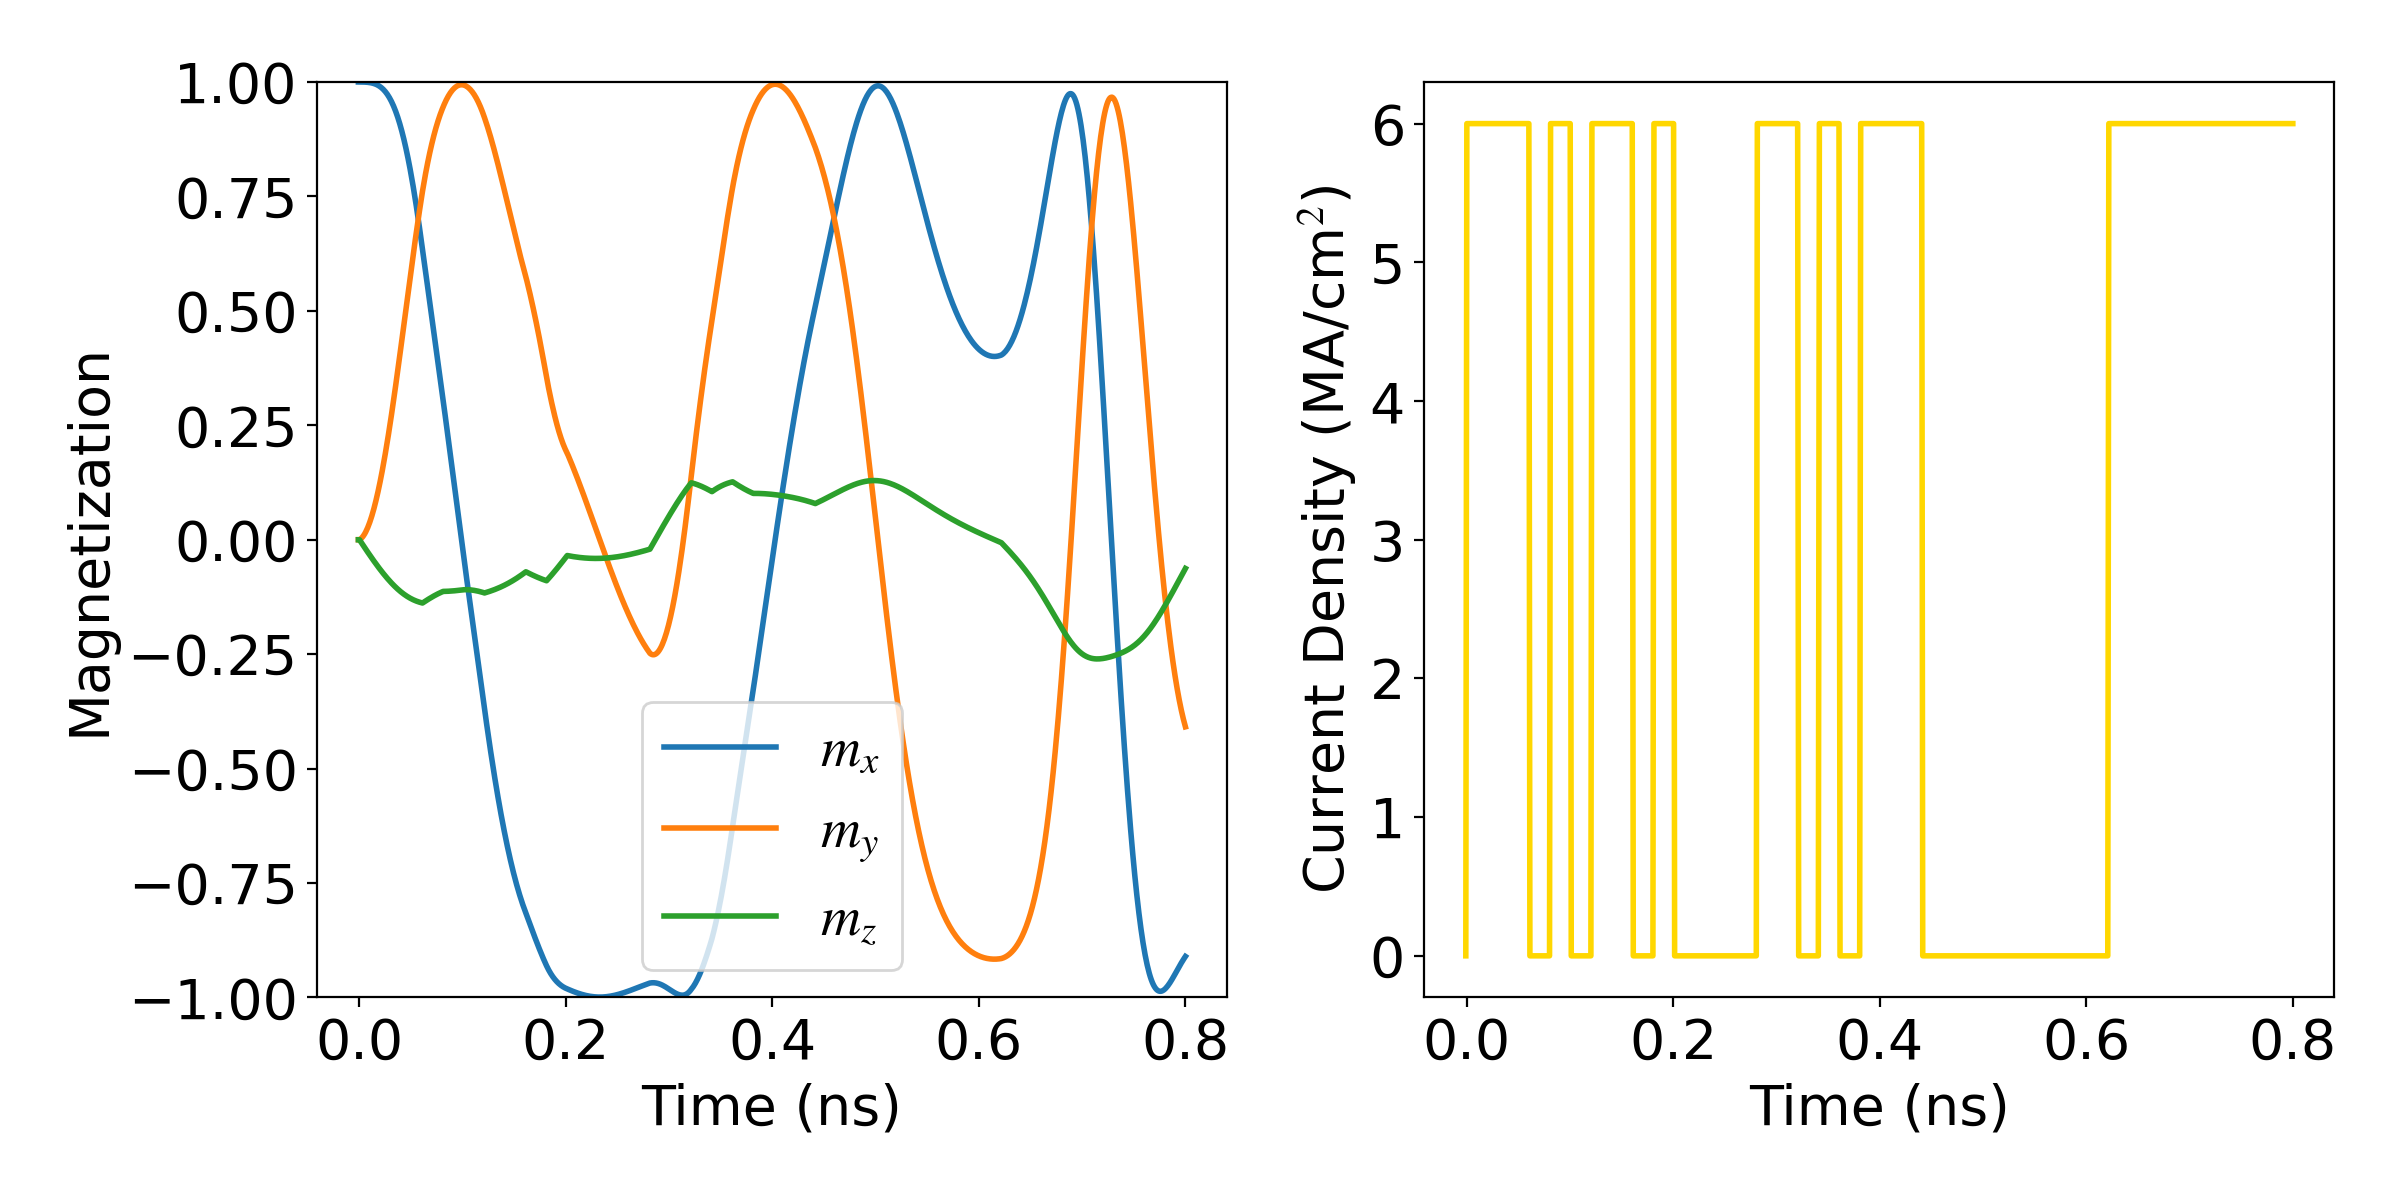 Magnetization
1.00
0.75
0.50
0.25
0.00
−0.25
−0.50
−0.75
−1.00
0.0 0.2 0.4 0.6 0.8
Time (ns)
m_x
m_y
m_z
Current Density (MA/cm²)
6
5
4
3
2
1
0
0.0 0.2 0.4 0.6 0.8
Time (ns)